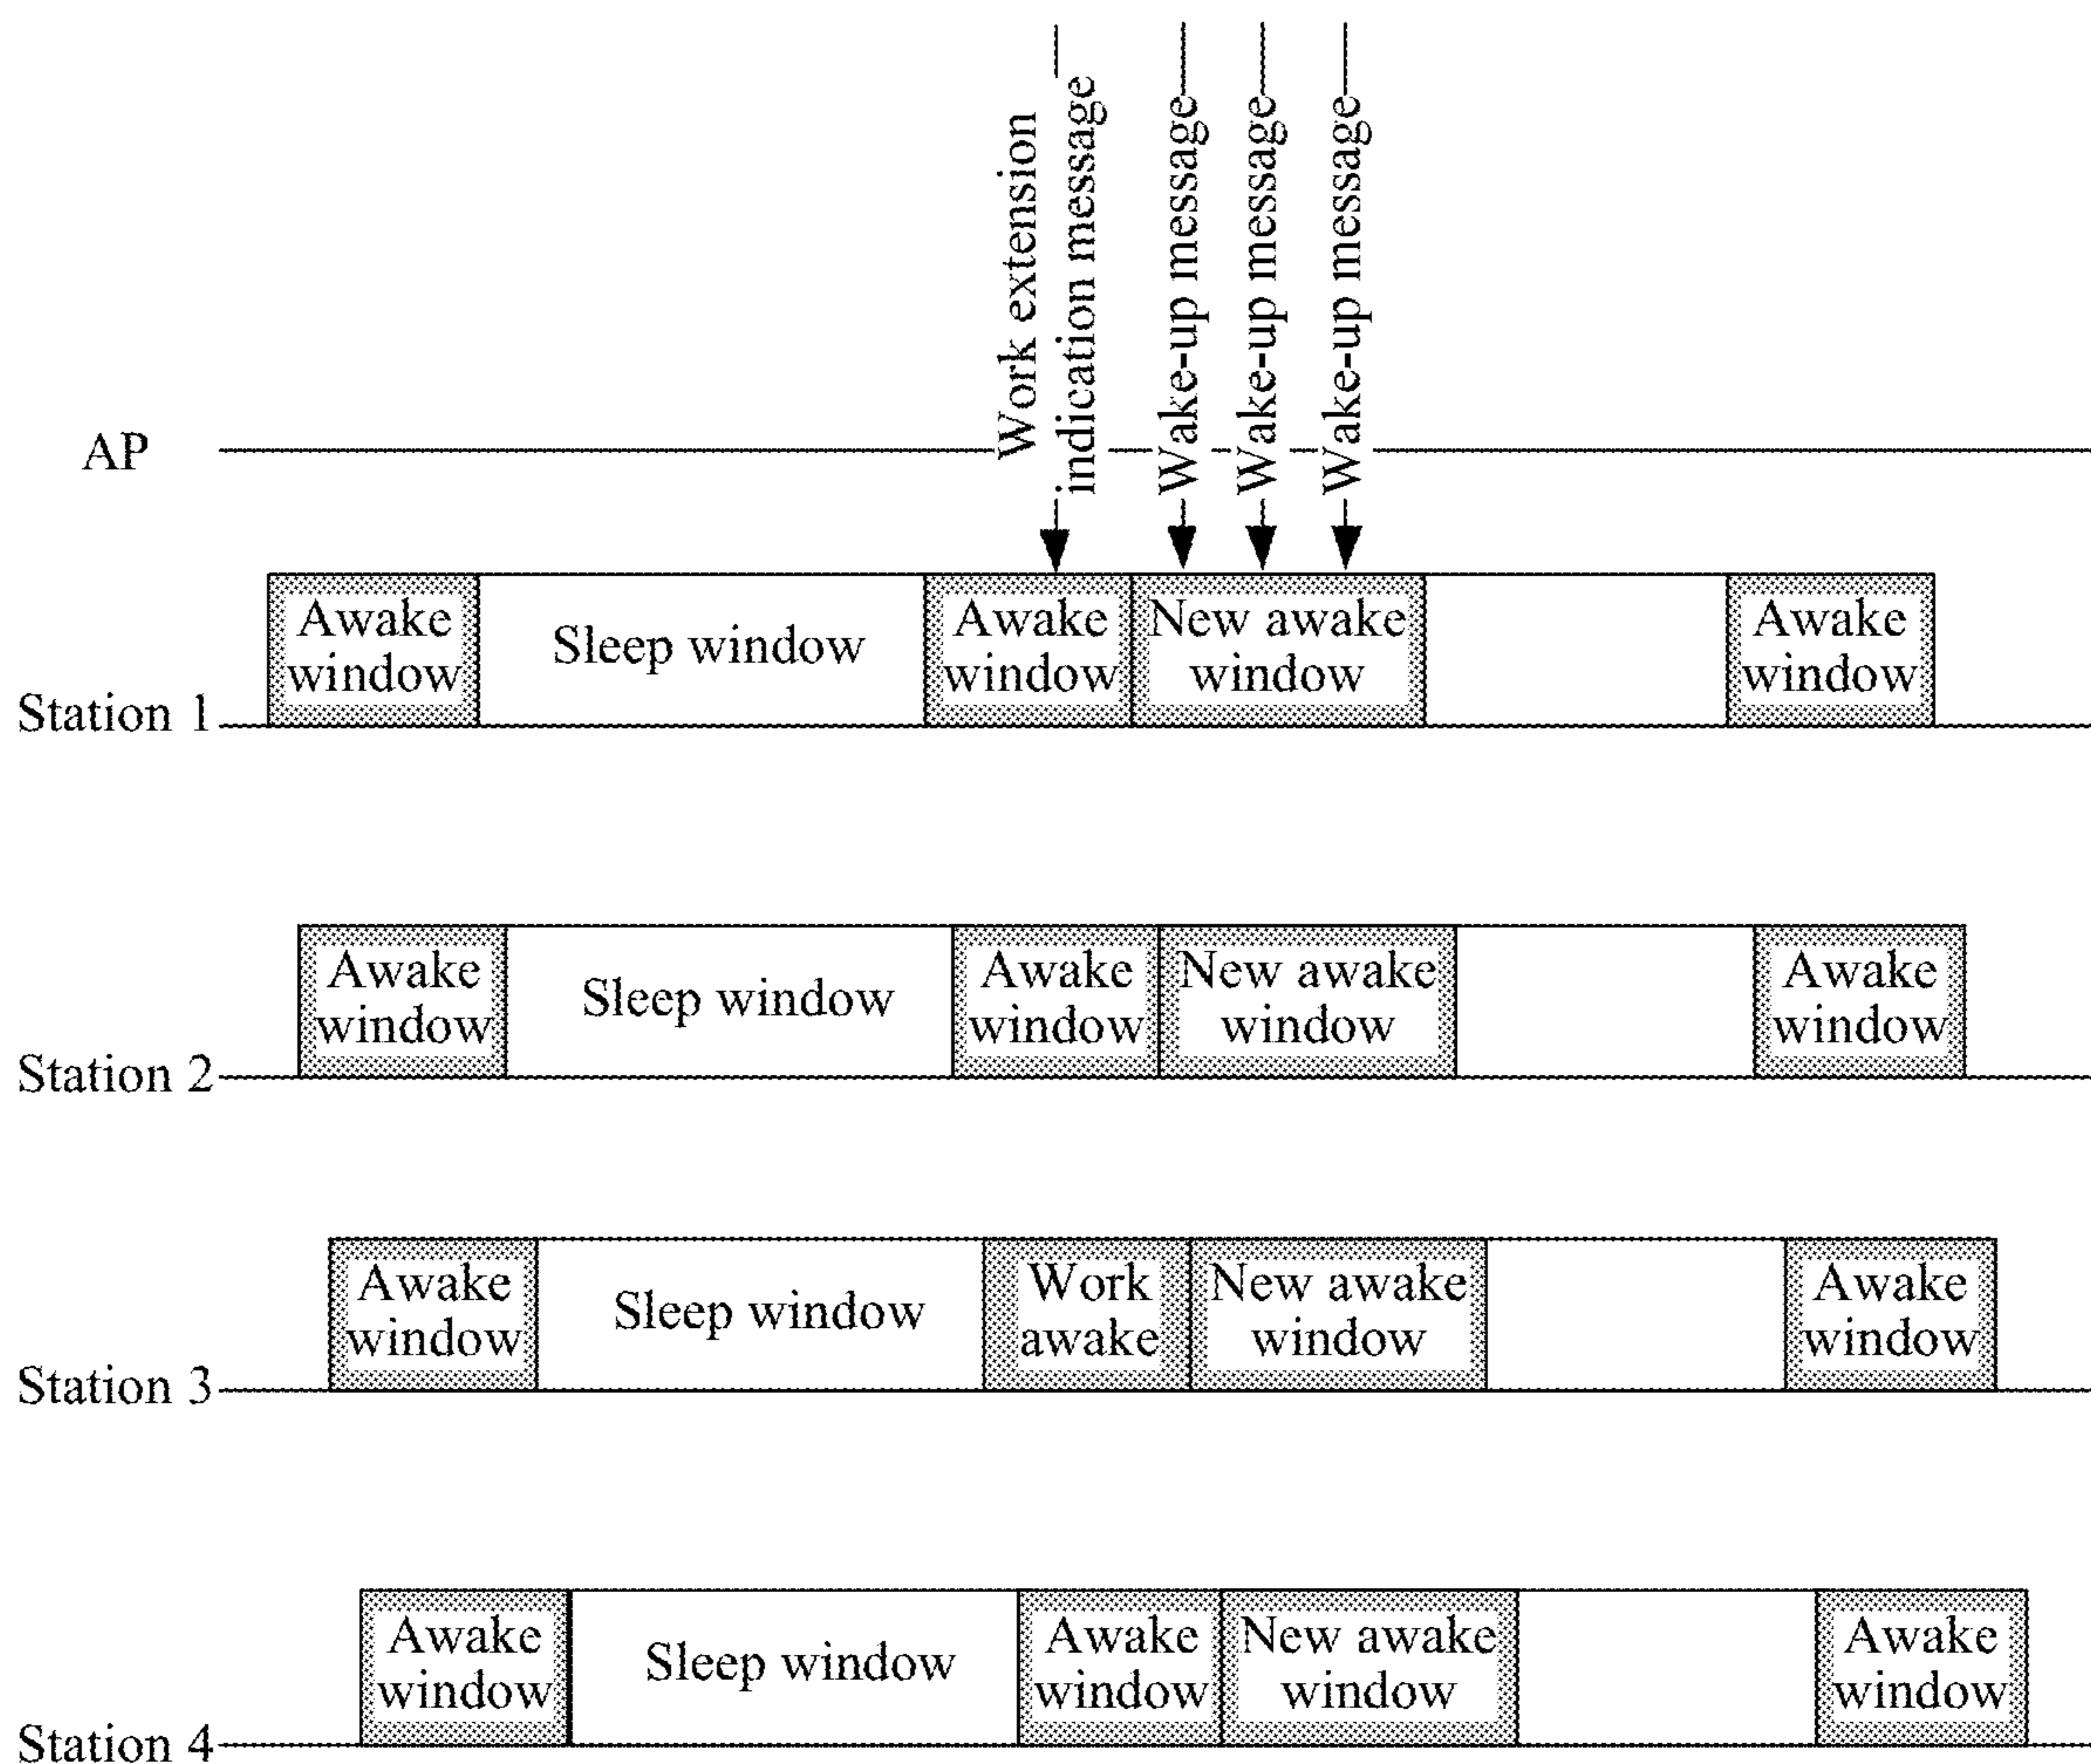 Work extension
indication message
Wake-up message
Wake-up message
Wake-up message
AP
Awake
window
Sleep window
Awake
window
New awake
window
Awake
window
Station 1
Awake
window
Sleep window
Awake
window
New awake
window
Awake
window
Station 2
Awake
window
Sleep window
Work
awake
New awake
window
Awake
window
Station 3
Awake
window
Sleep window
Awake
window
New awake
window
Awake
window
Station 4